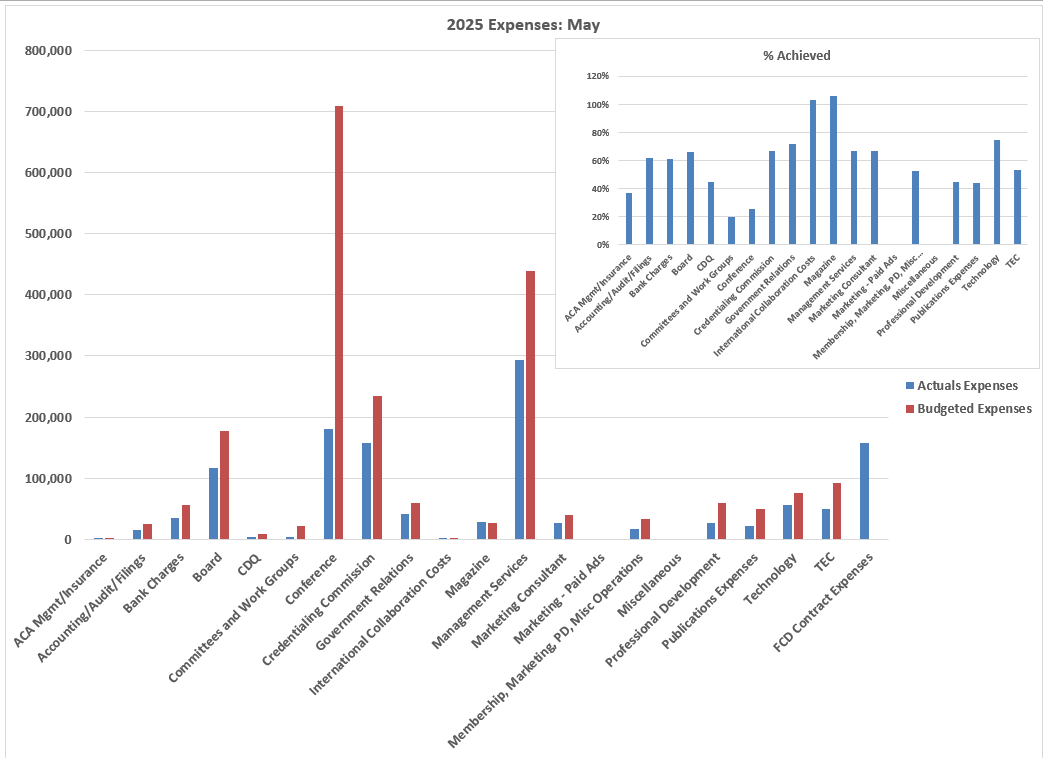 2025 Expenses: May
800,000
700,000
600,000
500,000
400,000
300,000
200,000
100,000
0
ACA Mgmt/Insurance
Accounting/Audit/Filings
Bank Charges
Board
CDQ
Committees and Work Groups
Conference
Credentialing Commission
Government Relations
International Collaboration Costs
Magazine
Management Services
Marketing Consultant
Marketing - Paid Ads
Membership, Marketing, PD, Misc Operations
Miscellaneous
Professional Development
Publications Expenses
Technology
TEC
FCD Contract Expenses
% Achieved
120%
100%
80%
60%
40%
20%
0%
ACA Mgmt/Insurance
Accounting/Audit/Filings
Bank Charges
Board
CDQ
Committees and Work Groups
Conference
Credentialing Commission
Government Relations
International Collaboration Costs
Magazine
Management Services
Marketing Consultant
Marketing - Paid Ads
Membership, Marketing, PD, Misc...
Miscellaneous
Professional Development
Publications Expenses
Technology
TEC
Actuals Expenses
Budgeted Expenses